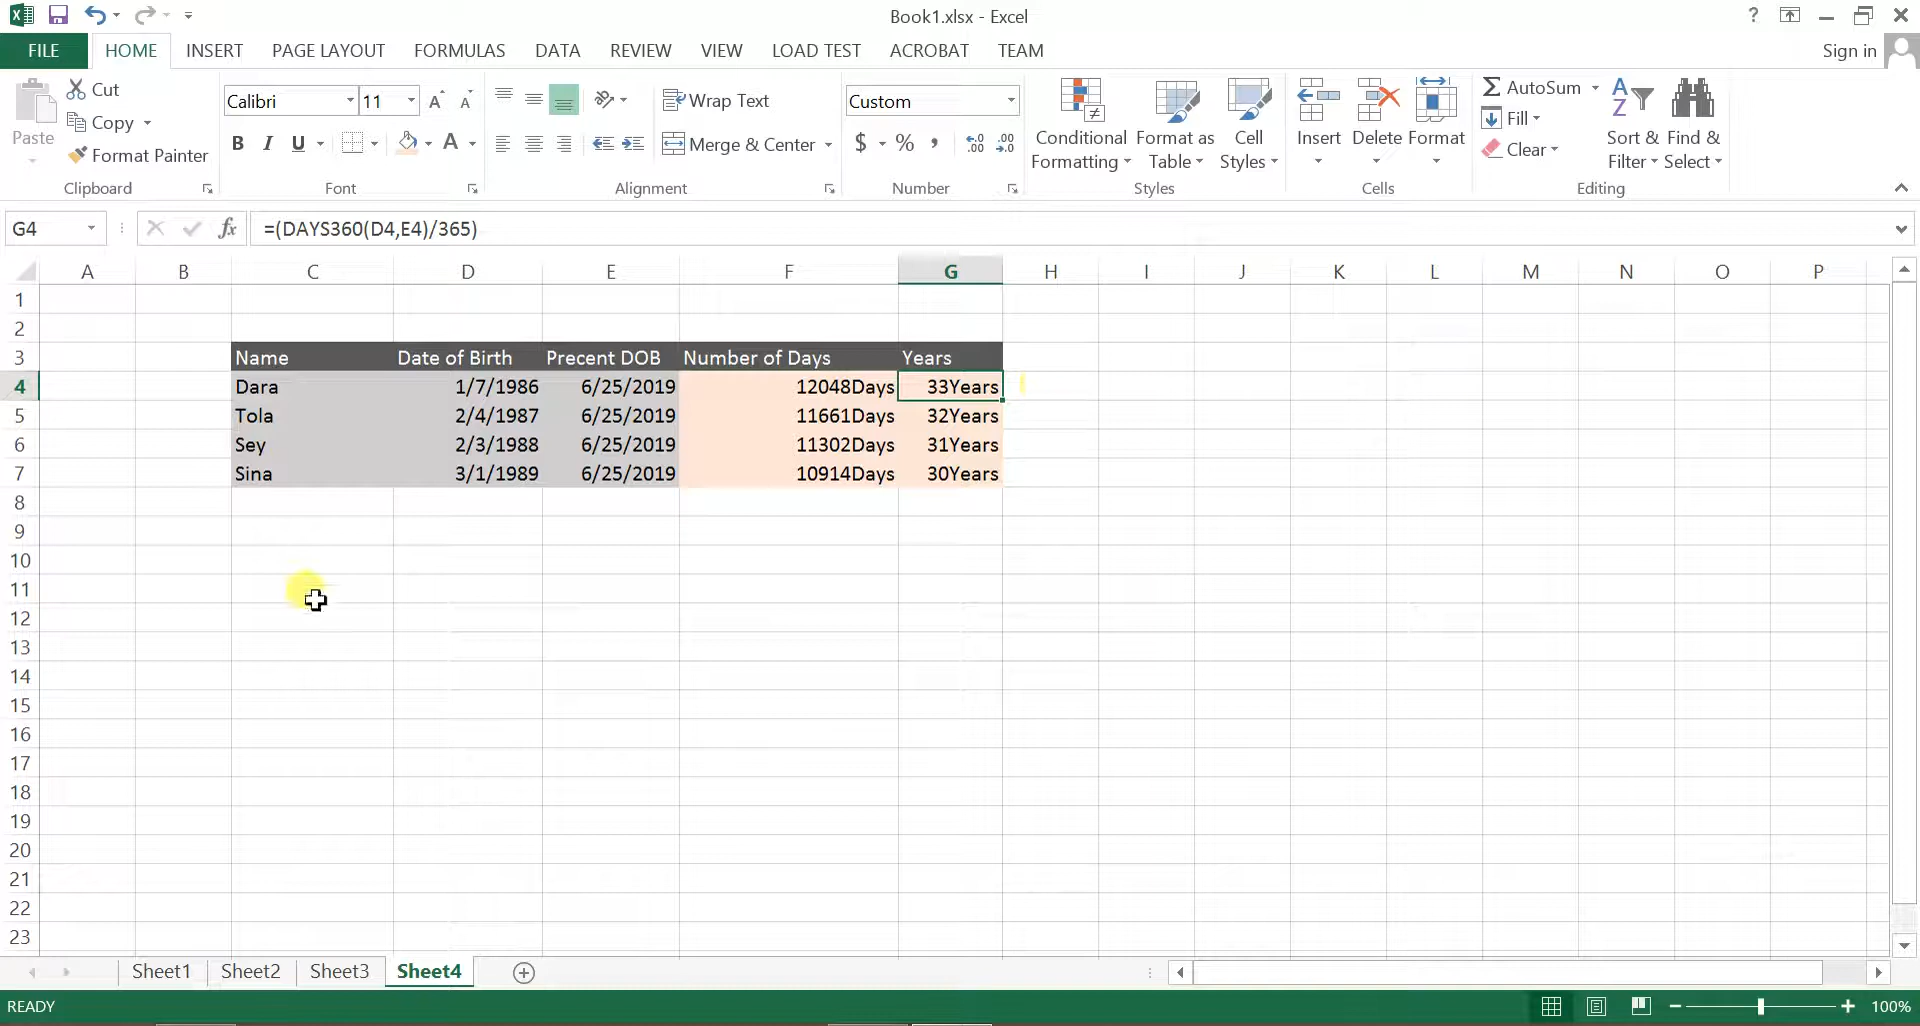 Book1.xlsx - Excel
?
FILE HOME INSERT PAGE LAYOUT FORMULAS DATA REVIEW VIEW LOAD TEST ACROBAT TEAM Sign in
Paste
Cut
Copy
Format Painter
Clipboard
Calibri 11
B I U
Font
Wrap Text
Merge & Center
Alignment
Custom
$ % ,
Number
Conditional Formatting
Format as Table
Cell Styles
Styles
Insert Delete Format
Cells
AutoSum
Fill
Clear
Sort & Filter
Find & Select
Editing
G4 fx =(DAYS360(D4,E4)/365)
A B C D E F G H I J K L M N O P
1
2
3 Name Date of Birth Precent DOB Number of Days Years
4 Dara 1/7/1986 6/25/2019 12048Days 33Years
5 Tola 2/4/1987 6/25/2019 11661Days 32Years
6 Sey 2/3/1988 6/25/2019 11302Days 31Years
7 Sina 3/1/1989 6/25/2019 10914Days 30Years
8
9
10
11
12
13
14
15
16
17
18
19
20
21
22
23
Sheet1 Sheet2 Sheet3 Sheet4
READY 100%